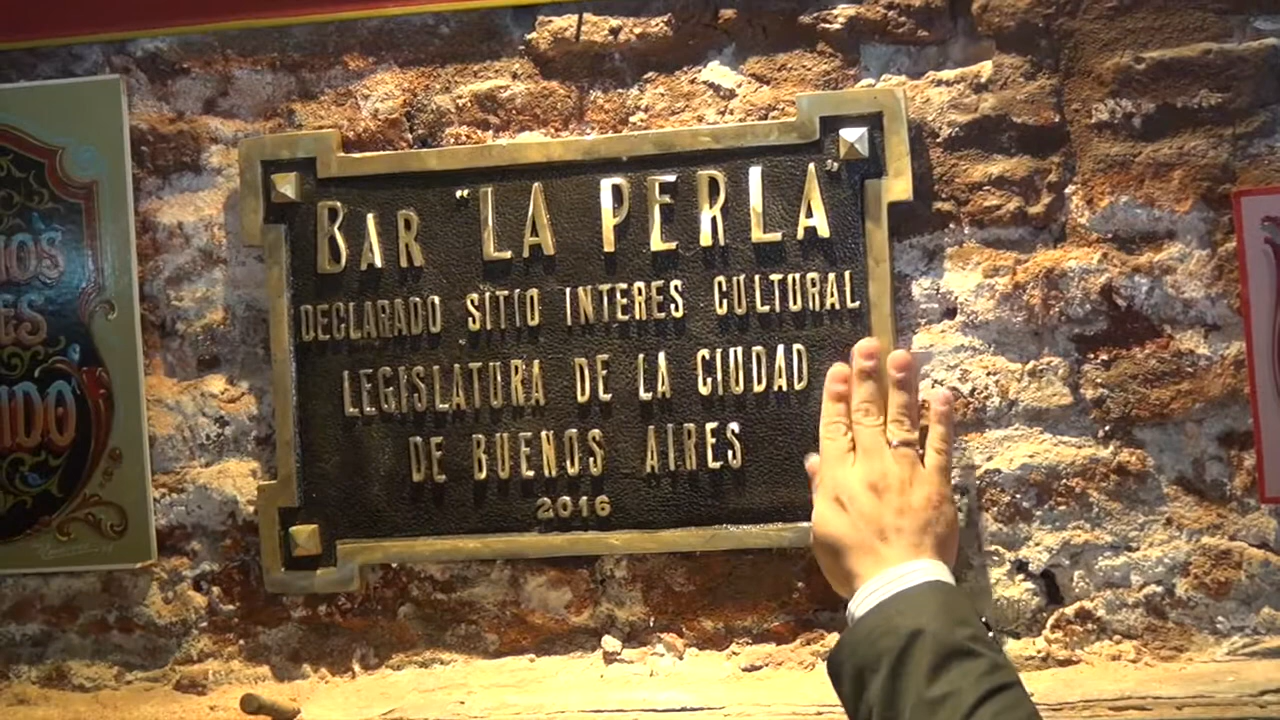 BAR "LA PERLA"
DECLARADO SITIO INTERES CULTURAL
LEGISLATURA DE LA CIUDAD
DE BUENOS AIRES
2016